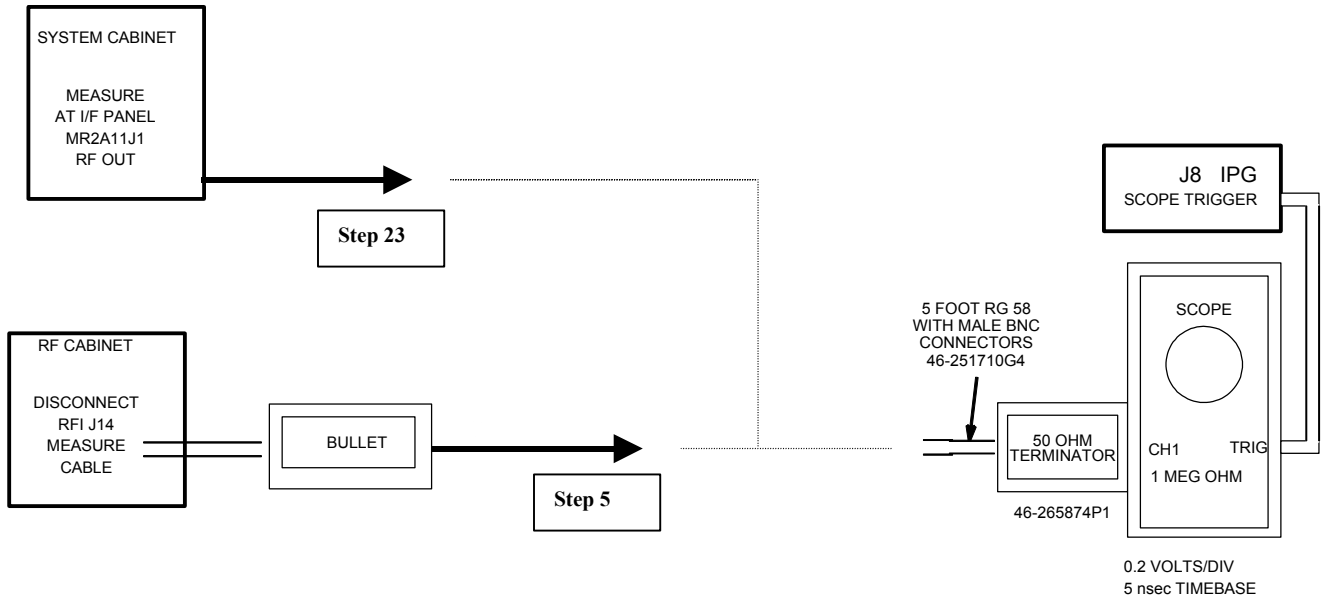 SYSTEM CABINET
MEASURE
AT I/F PANEL
MR2A11J1
RF OUT
Step 23
J8 IPG
SCOPE TRIGGER
RF CABINET
DISCONNECT
RFI J14
MEASURE
CABLE
BULLET
Step 5
5 FOOT RG 58
WITH MALE BNC
CONNECTORS
46-251710G4
50 OHM
TERMINATOR
46-265874P1
SCOPE
CH1 TRIG
1 MEG OHM
0.2 VOLTS/DIV
5 nsec TIMEBASE